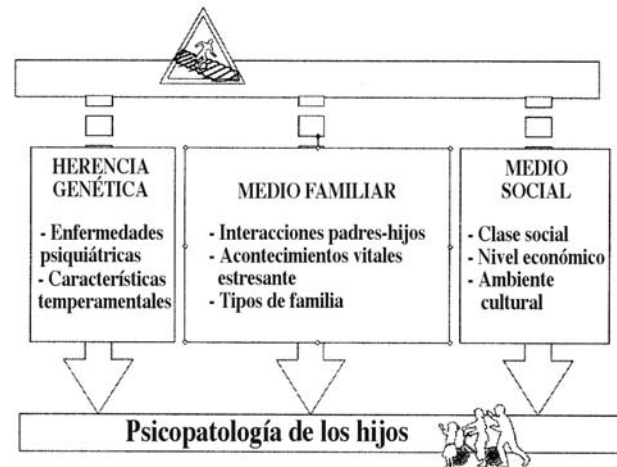 HERENCIA
GENÉTICA
- Enfermedades
psiquiátricas
- Características
temperamentales
MEDIO FAMILIAR
- Interacciones padres-hijos
- Acontecimientos vitales
estresante
- Tipos de familia
MEDIO
SOCIAL
- Clase social
- Nivel económico
- Ambiente
cultural
Psicopatología de los hijos